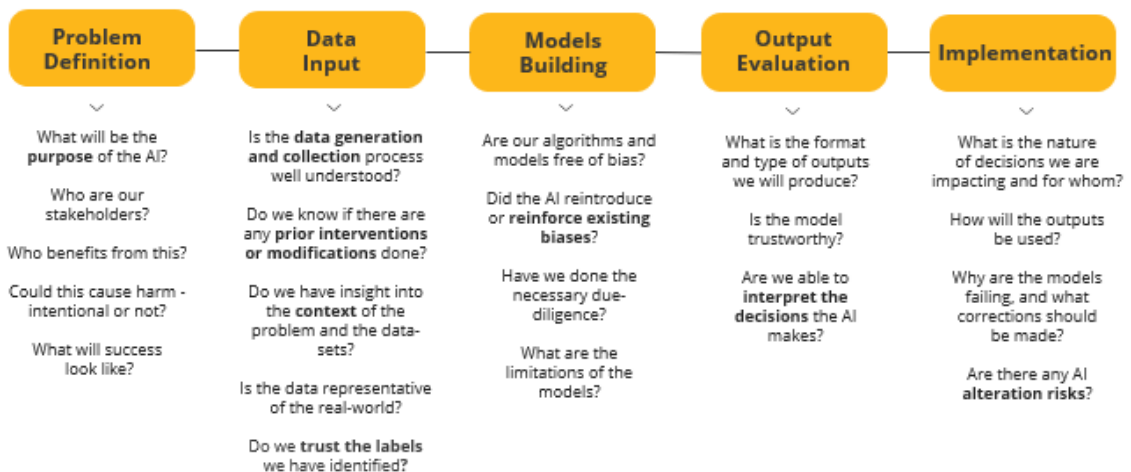 Problem
Definition
What will be the
purpose of the AI?
Who are our
stakeholders?
Who benefits from this?
Could this cause harm -
intentional or not?
What will success
look like?
Data
Input
Is the data generation
and collection process
well understood?
Do we know if there are
any prior interventions
or modifications done?
Do we have insight into
the context of the
problem and the data-
sets?
Is the data representative
of the real-world?
Do we trust the labels
we have identified?
Models
Building
Are our algorithms and
models free of bias?
Did the AI reintroduce
or reinforce existing
biases?
Have we done the
necessary due-
diligence?
What are the
limitations of the
models?
Output
Evaluation
What is the format
and type of outputs
we will produce?
Is the model
trustworthy?
Are we able to
interpret the
decisions the AI
makes?
Implementation
What is the nature
of decisions we are
impacting and for whom?
How will the outputs
be used?
Why are the models
failing, and what
corrections should
be made?
Are there any AI
alteration risks?